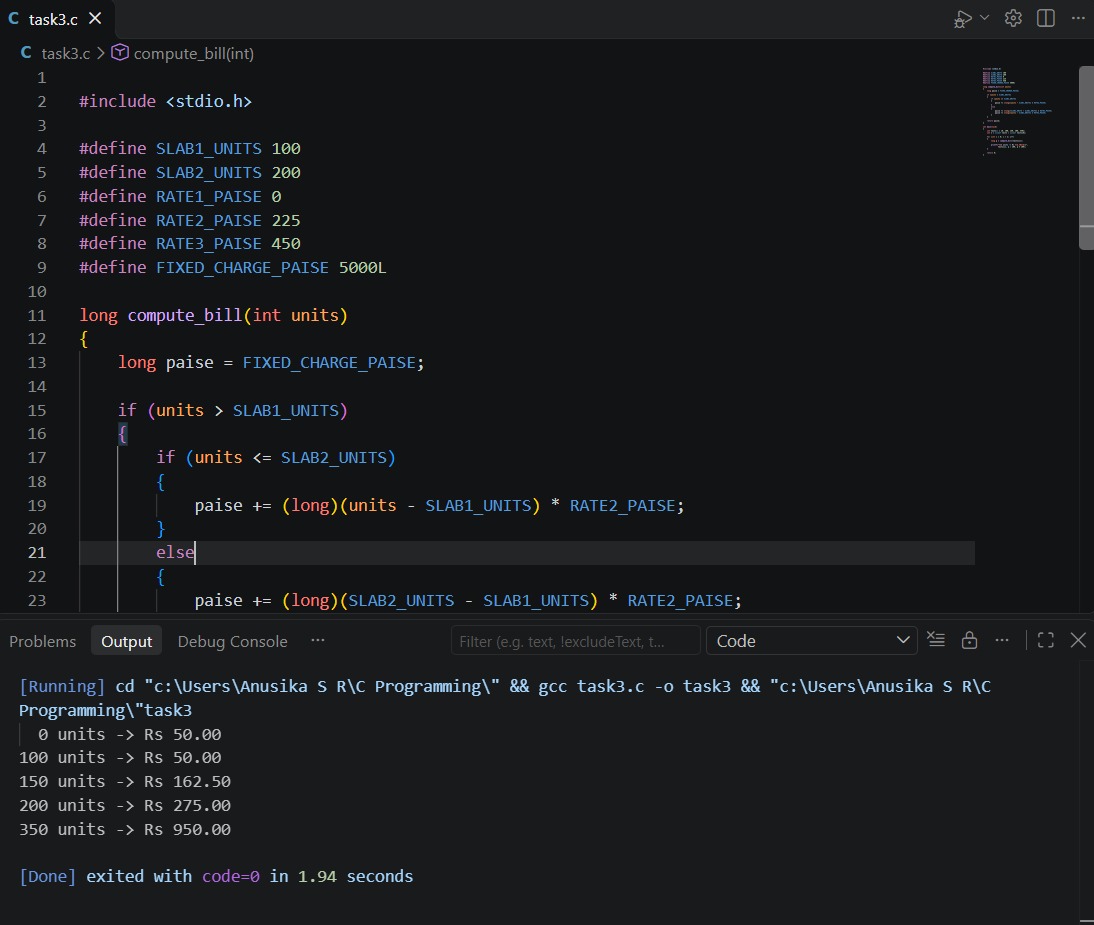 C task3.c
C task3.c > compute_bill(int)
1
2 #include <stdio.h>
3
4 #define SLAB1_UNITS 100
5 #define SLAB2_UNITS 200
6 #define RATE1_PAISE 0
7 #define RATE2_PAISE 225
8 #define RATE3_PAISE 450
9 #define FIXED_CHARGE_PAISE 5000L
10
11 long compute_bill(int units)
12 {
13     long paise = FIXED_CHARGE_PAISE;
14
15     if (units > SLAB1_UNITS)
16     {
17         if (units <= SLAB2_UNITS)
18         {
19             paise += (long)(units - SLAB1_UNITS) * RATE2_PAISE;
20         }
21         else
22         {
23             paise += (long)(SLAB2_UNITS - SLAB1_UNITS) * RATE2_PAISE;
Problems Output Debug Console ··· Filter (e.g. text, !excludeText, t... Code
[Running] cd "c:\Users\Anusika S R\C Programming\" && gcc task3.c -o task3 && "c:\Users\Anusika S R\C
Programming\"task3
  0 units -> Rs 50.00
100 units -> Rs 50.00
150 units -> Rs 162.50
200 units -> Rs 275.00
350 units -> Rs 950.00
[Done] exited with code=0 in 1.94 seconds